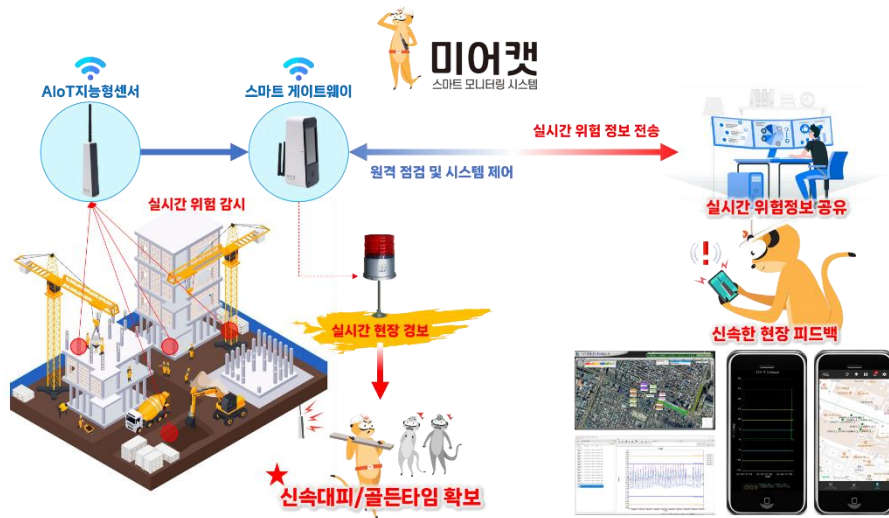 미어캣
스마트 모니터링 시스템
AIoT지능형센서
스마트 게이트웨이
실시간 위험 정보 전송
원격 점검 및 시스템 제어
실시간 위험 감시
실시간 위험정보 공유
실시간 현장 경보
신속한 현장 피드백
신속대피/골든타임 확보